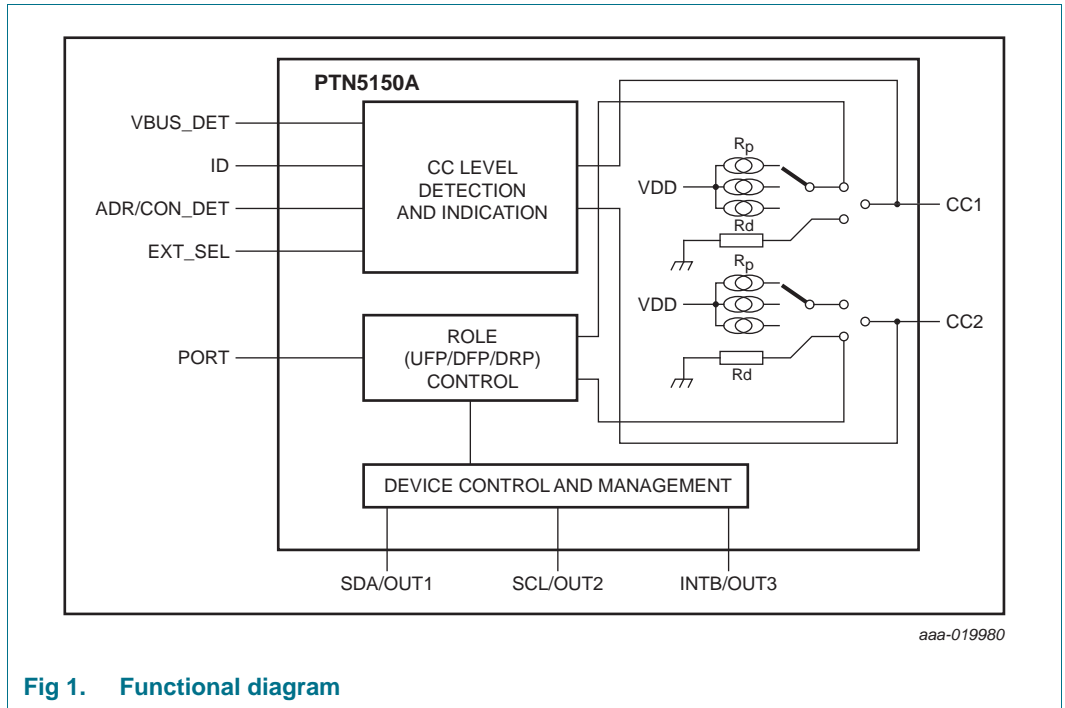 PTN5150A
VBUS_DET
ID
ADR/CON_DET
EXT_SEL
CC LEVEL
DETECTION
AND INDICATION
Rp
VDD
Rd
CC1
Rp
VDD
Rd
CC2
PORT
ROLE
(UFP/DFP/DRP)
CONTROL
DEVICE CONTROL AND MANAGEMENT
SDA/OUT1
SCL/OUT2
INTB/OUT3
aaa-019980
Fig 1. Functional diagram